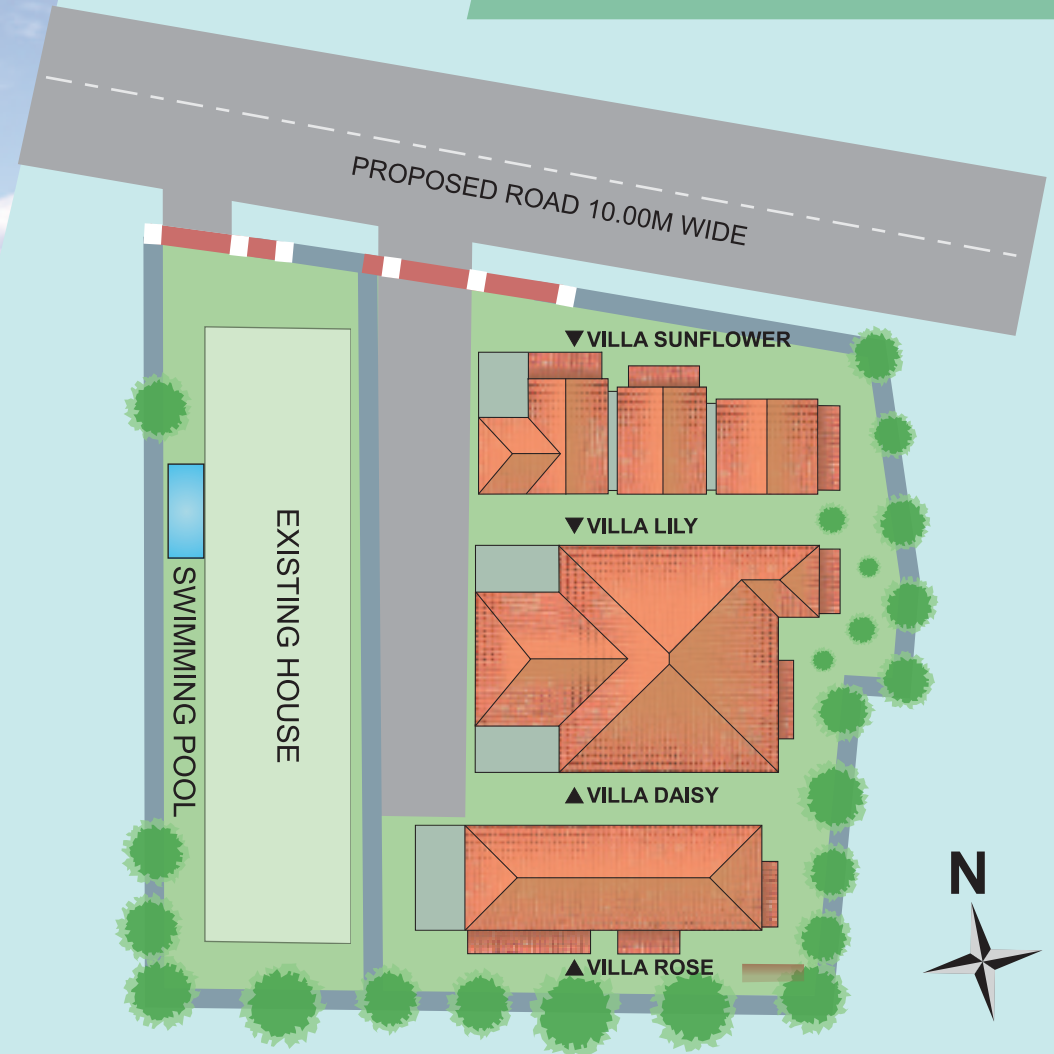 PROPOSED ROAD 10.00M WIDE
▼VILLA SUNFLOWER
▼VILLA LILY
EXISTING HOUSE
SWIMMING POOL
▲VILLA DAISY
N
▲VILLA ROSE